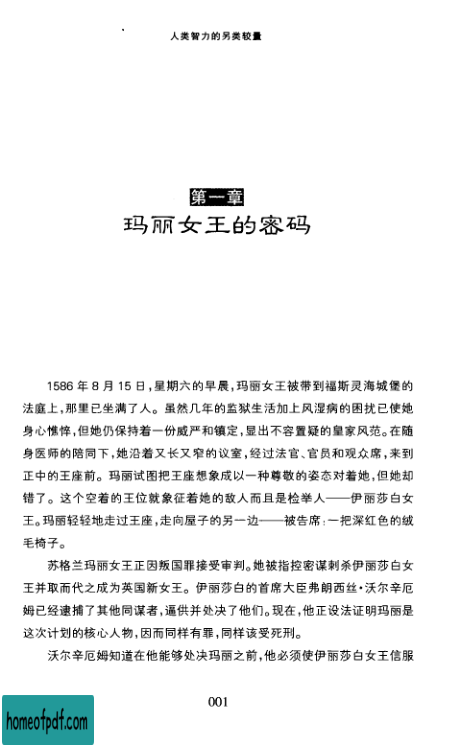 人类智力的另类较量
第一章
玛丽女王的密码
1586 年 8 月 15 日,星期六的早晨,玛丽女王被带到福斯灵海城堡的
法庭上,那里已坐满了人。虽然几年的监狱生活加上风湿病的困扰已使她
身心憔悴,但她仍保持着一份威严和镇定,显出不容置疑的皇家风范。在随
身医师的陪同下,她沿着又长又窄的议室,经过法官、官员和观众席,来到
正中的王座前。玛丽试图把王座想象成以一种尊敬的姿态对着她,但她却
错了。这个空着的王位就象征着她的敌人而且是检举人——伊丽莎白女
王。玛丽轻轻地走过王座,走向屋子的另一边——被告席:一把深红色的绒
毛椅子。
苏格兰玛丽女王正因叛国罪接受审判。她被指控密谋刺杀伊丽莎白女
王并取而代之成为英国新女王。伊丽莎白的首席大臣弗朗西丝·沃尔辛厄
姆已经逮捕了其他同谋者,逼供并处决了他们。现在,他正设法证明玛丽是
这次计划的核心人物,因而同样有罪,同样该受死刑。
沃尔辛厄姆知道在他能够处决玛丽之前,他必须使伊丽莎白女王信服
001
homeofpdf.com